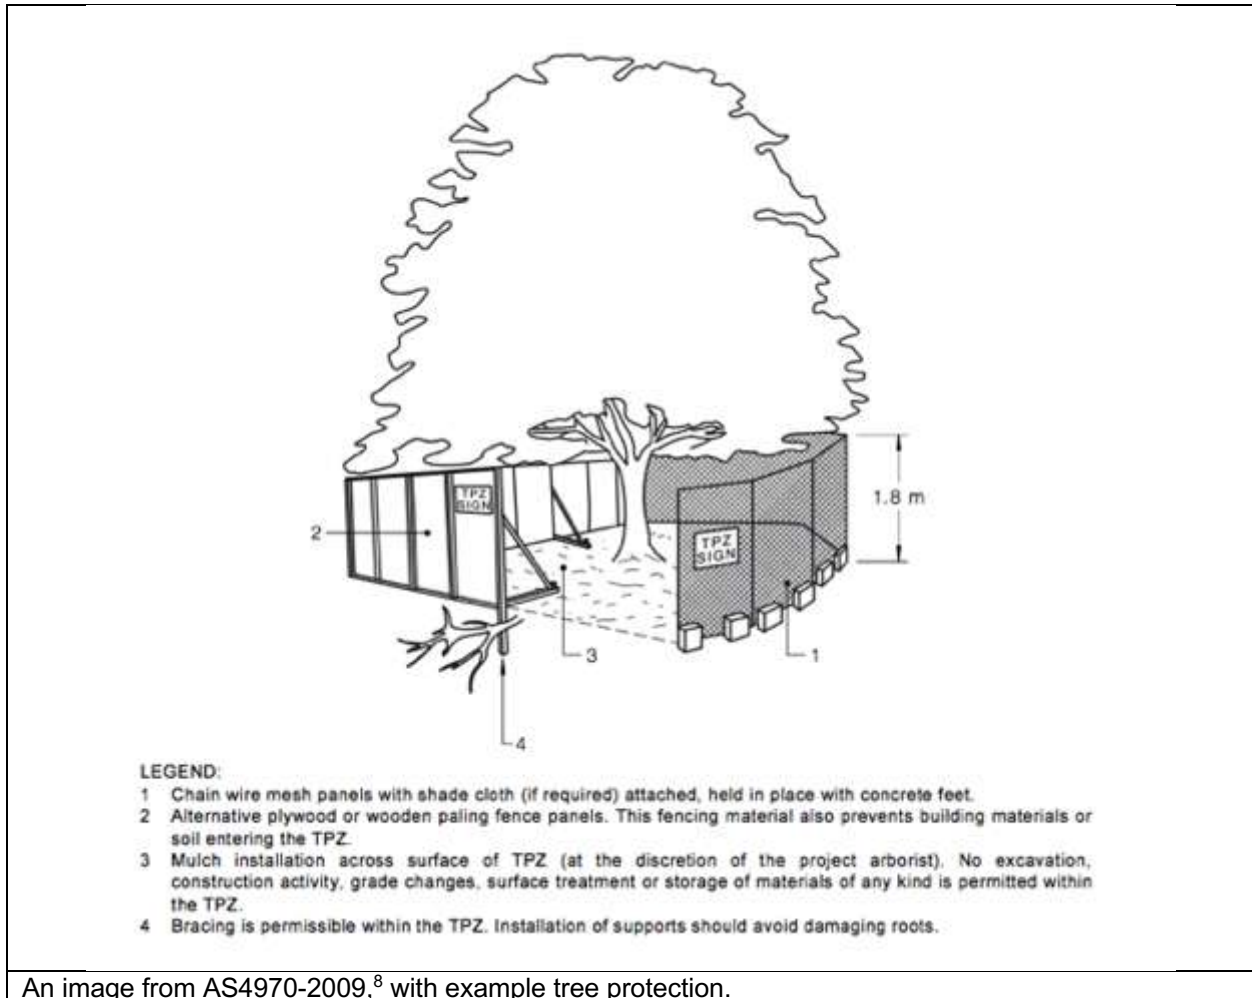 TPZ
SIGN
1.8 m
2
TPZ
SIGN
3
1
4
LEGEND:
1 Chain wire mesh panels with shade cloth (if required) attached, held in place with concrete feet.
2 Alternative plywood or wooden paling fence panels. This fencing material also prevents building materials or
soil entering the TPZ.
3 Mulch installation across surface of TPZ (at the discretion of the project arborist). No excavation,
construction activity, grade changes, surface treatment or storage of materials of any kind is permitted within
the TPZ.
4 Bracing is permissible within the TPZ. Installation of supports should avoid damaging roots.
An image from AS4970-2009,⁸ with example tree protection.